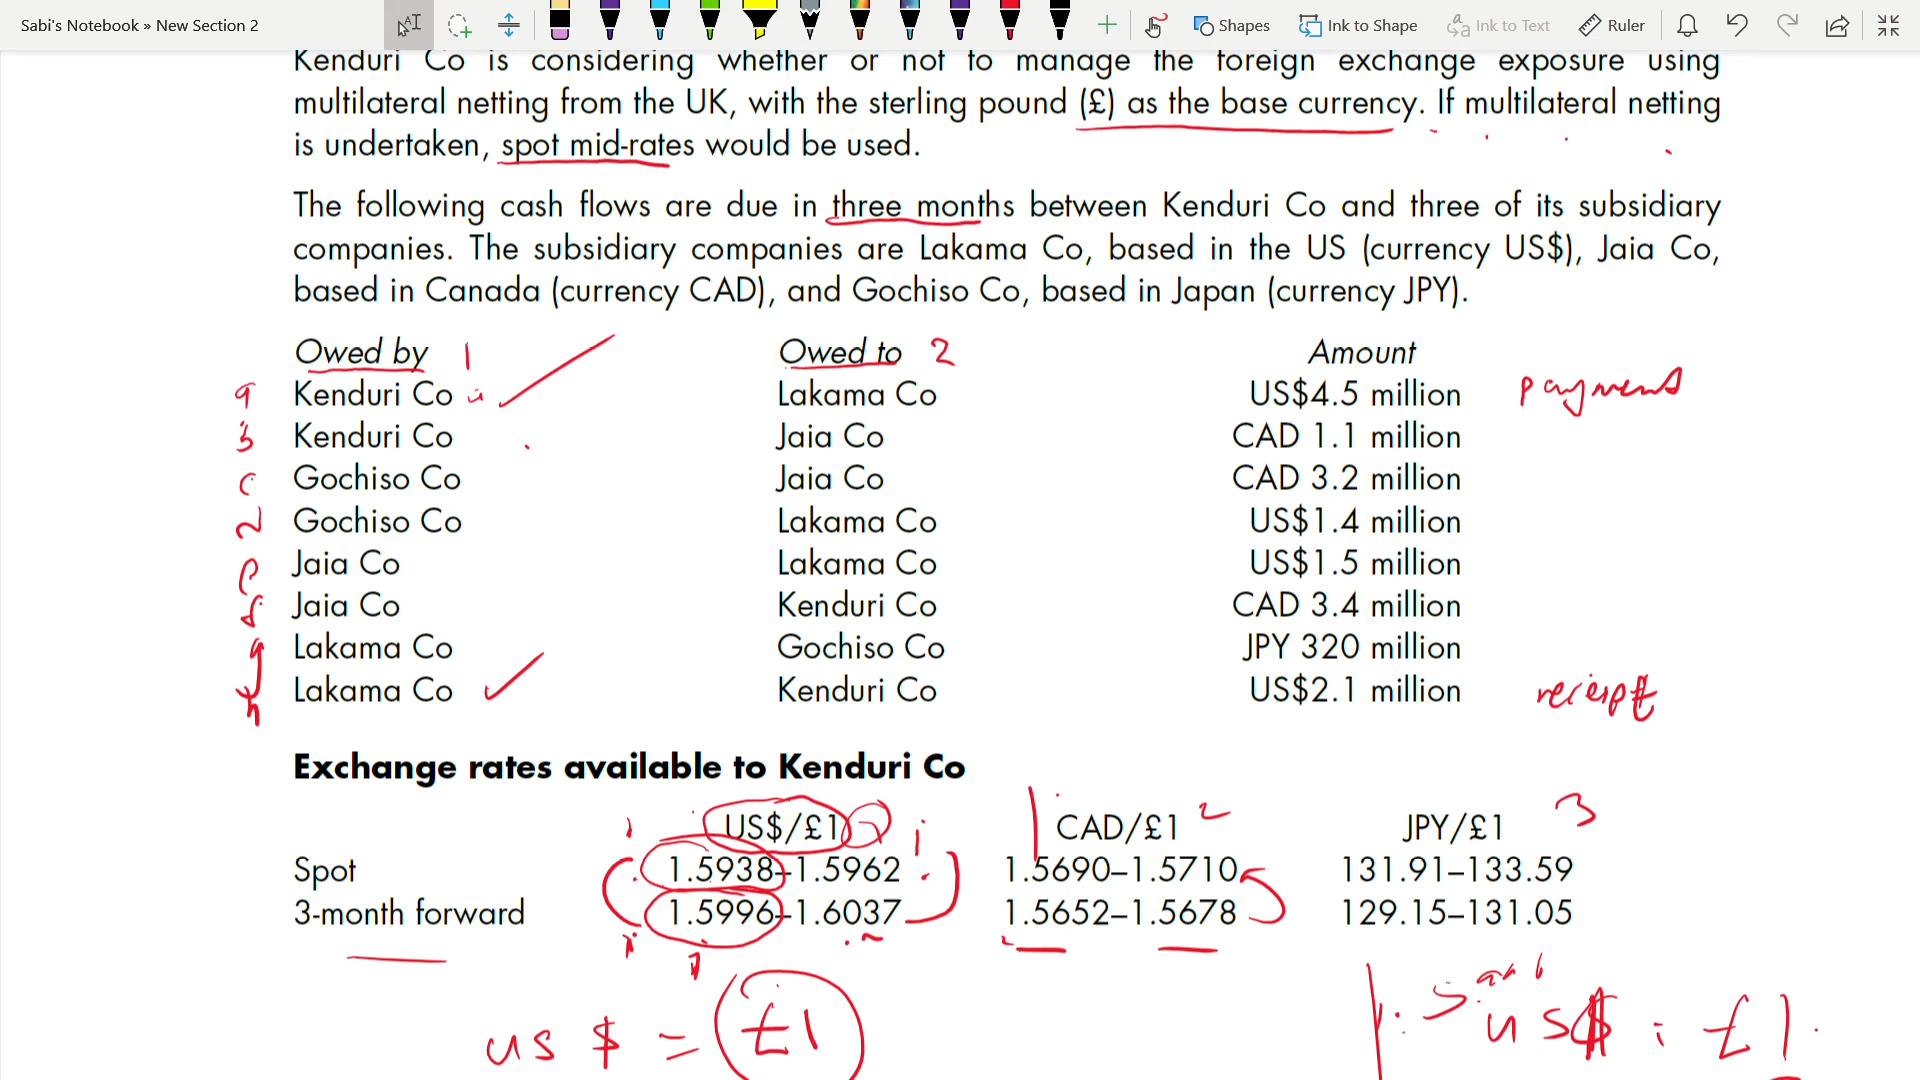 Sabi's Notebook » New Section 2
Shapes Ink to Shape Ink to Text Ruler
Kenduri Co is considering whether or not to manage the foreign exchange exposure using
multilateral netting from the UK, with the sterling pound (£) as the base currency. If multilateral netting
is undertaken, spot mid-rates would be used.
The following cash flows are due in three months between Kenduri Co and three of its subsidiary
companies. The subsidiary companies are Lakama Co, based in the US (currency US$), Jaia Co,
based in Canada (currency CAD), and Gochiso Co, based in Japan (currency JPY).
Owed by 1 Owed to 2 Amount
a Kenduri Co Lakama Co US$4.5 million payment
b Kenduri Co Jaia Co CAD 1.1 million
c Gochiso Co Jaia Co CAD 3.2 million
Gochiso Co Lakama Co US$1.4 million
e Jaia Co Lakama Co US$1.5 million
f Jaia Co Kenduri Co CAD 3.4 million
g Lakama Co Gochiso Co JPY 320 million
h Lakama Co Kenduri Co US$2.1 million receipt
Exchange rates available to Kenduri Co
US$/£1 CAD/£1 2 JPY/£1 3
Spot 1.5938–1.5962 1.5690–1.5710 131.91–133.59
3-month forward 1.5996–1.6037 1.5652–1.5678 129.15–131.05
us $ = £1
us$ : £1